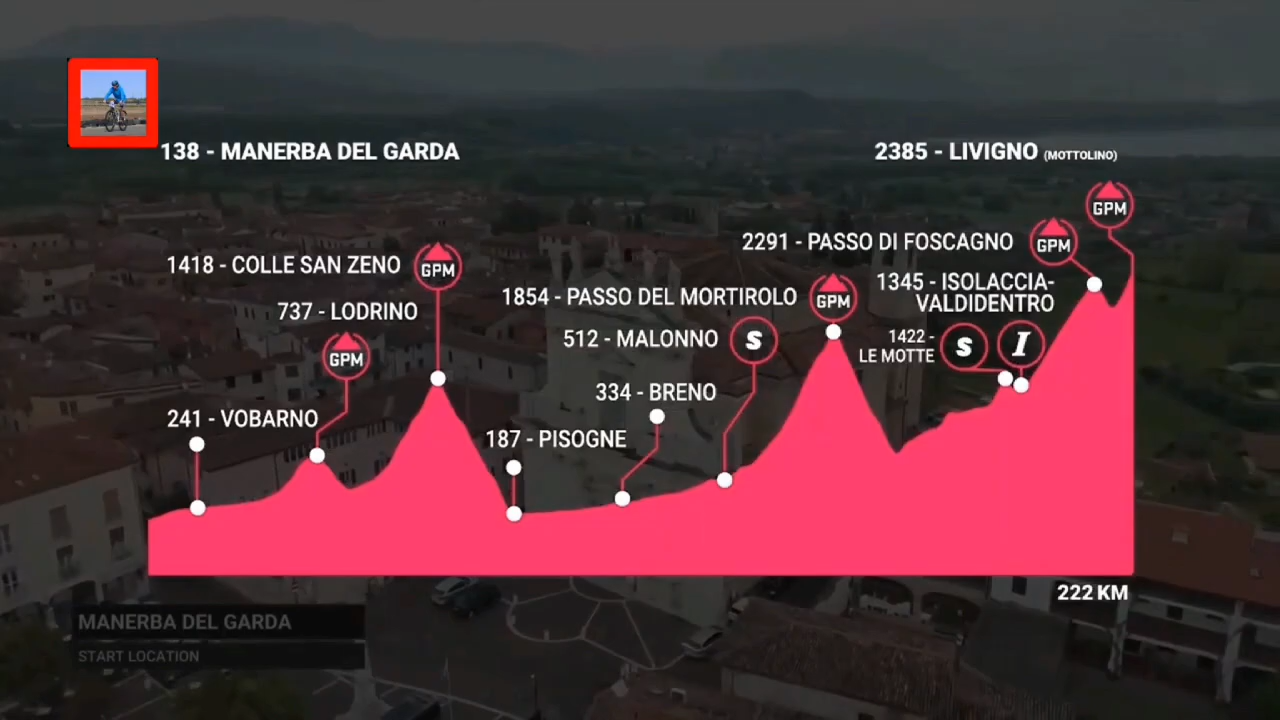 138 - MANERBA DEL GARDA
2385 - LIVIGNO (MOTTOLINO)
GPM
2291 - PASSO DI FOSCAGNO
GPM
1418 - COLLE SAN ZENO
GPM
1345 - ISOLACCIA-
VALDIDENTRO
1854 - PASSO DEL MORTIROLO
GPM
737 - LODRINO
GPM
512 - MALONNO
S
1422 -
LE MOTTE
S
I
334 - BRENO
241 - VOBARNO
187 - PISOGNE
222 KM
MANERBA DEL GARDA
START LOCATION